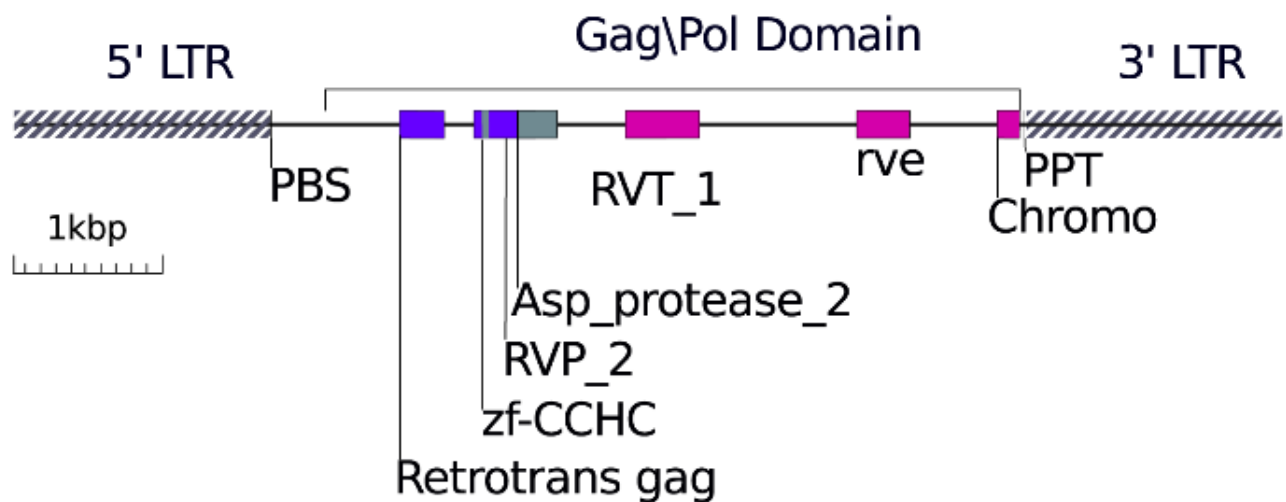 Gag\Pol Domain
5' LTR
3' LTR
PBS
RVT_1
rve
PPT
Chromo
1kbp
Asp_protease_2
RVP_2
zf-CCHC
Retrotrans gag